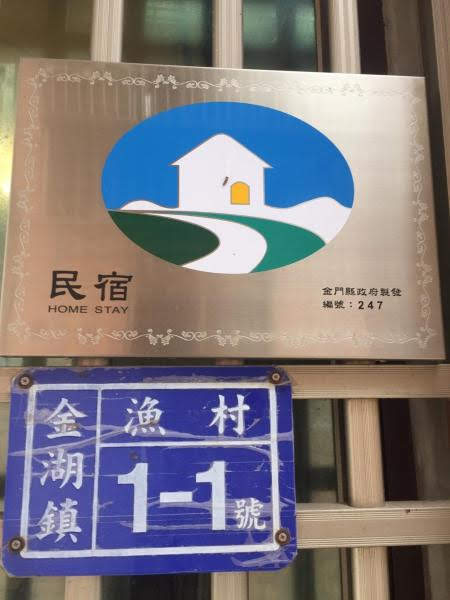 民宿
HOME STAY
金門縣政府製發
編號：247
金湖鎮
漁村
1-1號